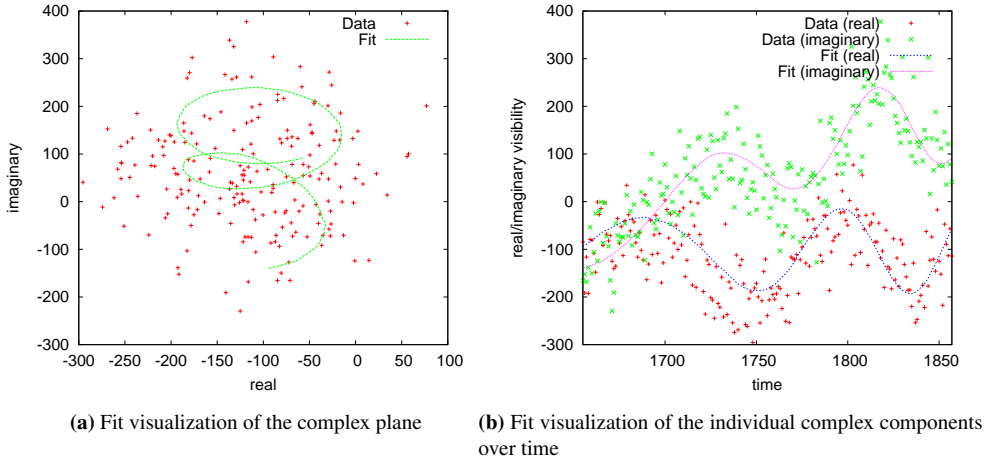 400
300
200
100
0
-100
-200
-300
-300 -250 -200 -150 -100 -50 0 50 100
imaginary
real
Data
Fit
(a) Fit visualization of the complex plane
400
300
200
100
0
-100
-200
-300
1700 1750 1800 1850
real/imaginary visibility
time
Data (real)
Data (imaginary)
Fit (real)
Fit (imaginary)
(b) Fit visualization of the individual complex components
over time